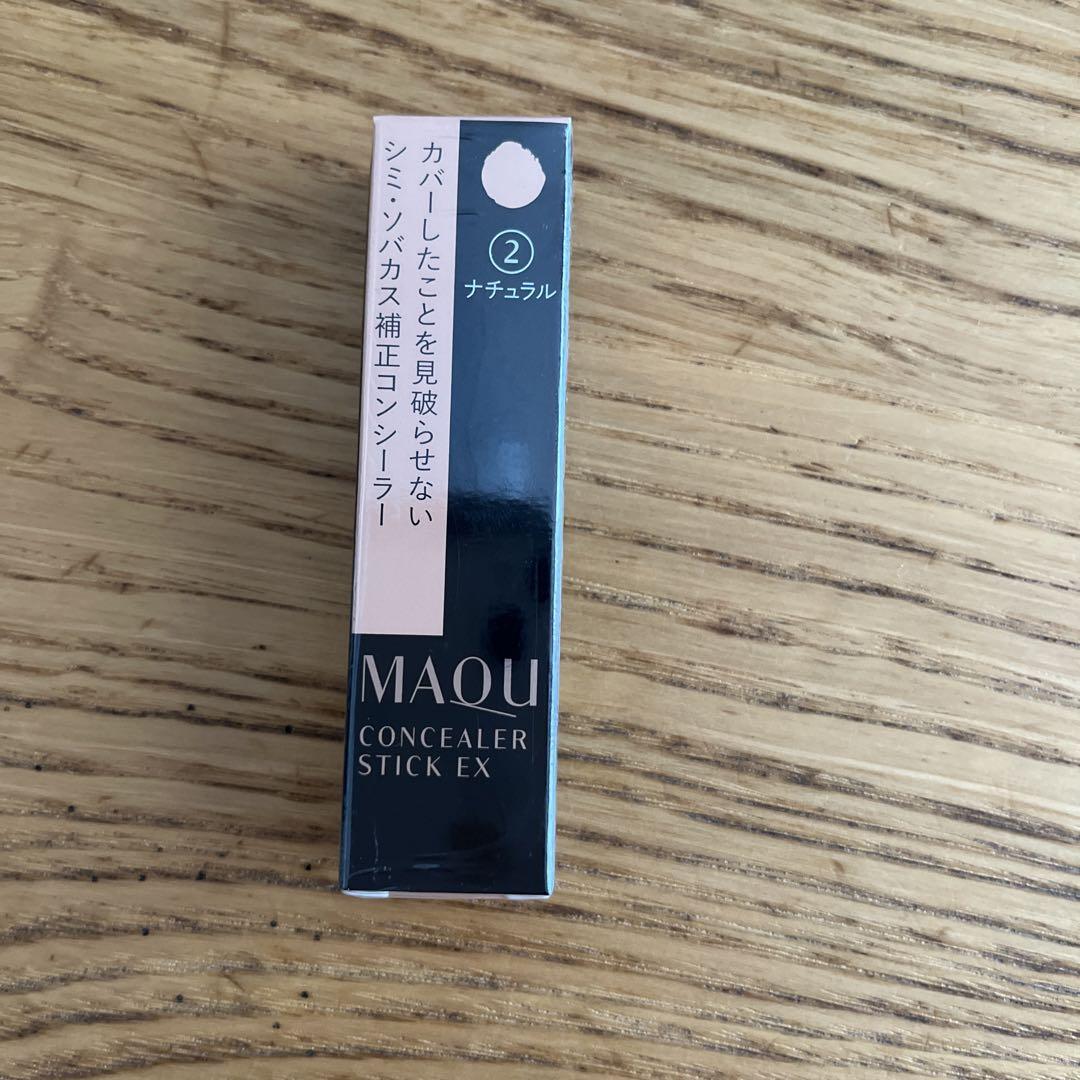 カバーしたことを見破らせない
シミ・ソバカス補正コンシーラー
②
ナチュラル
MAQU
CONCEALER
STICK EX